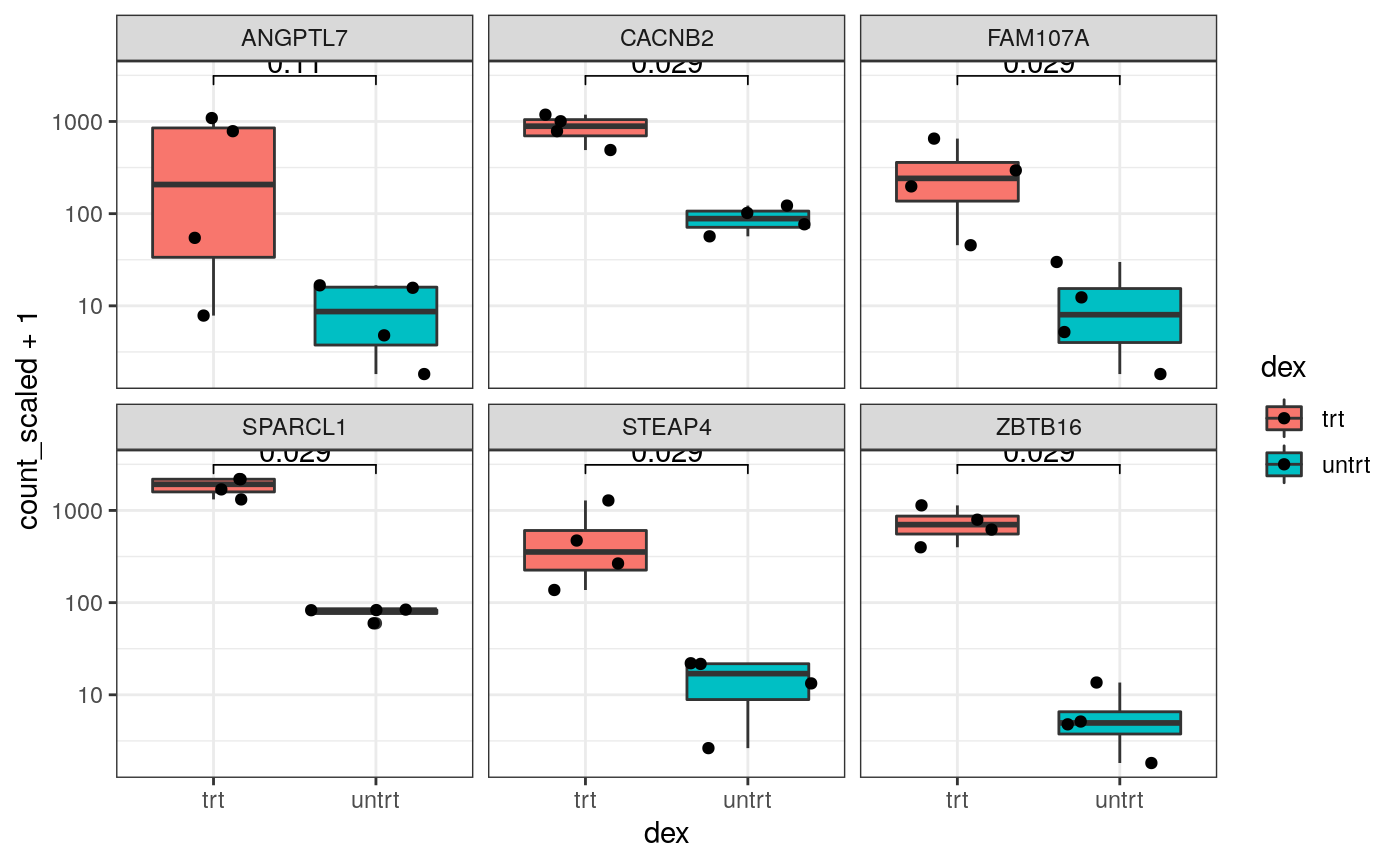 ANGPTL7 CACNB2 FAM107A
0.11 0.029 0.029
1000
100
10
SPARCL1 STEAP4 ZBTB16
0.029 0.029 0.029
1000
100
10
count_scaled + 1
trt untrt trt untrt trt untrt
dex
dex
trt
untrt